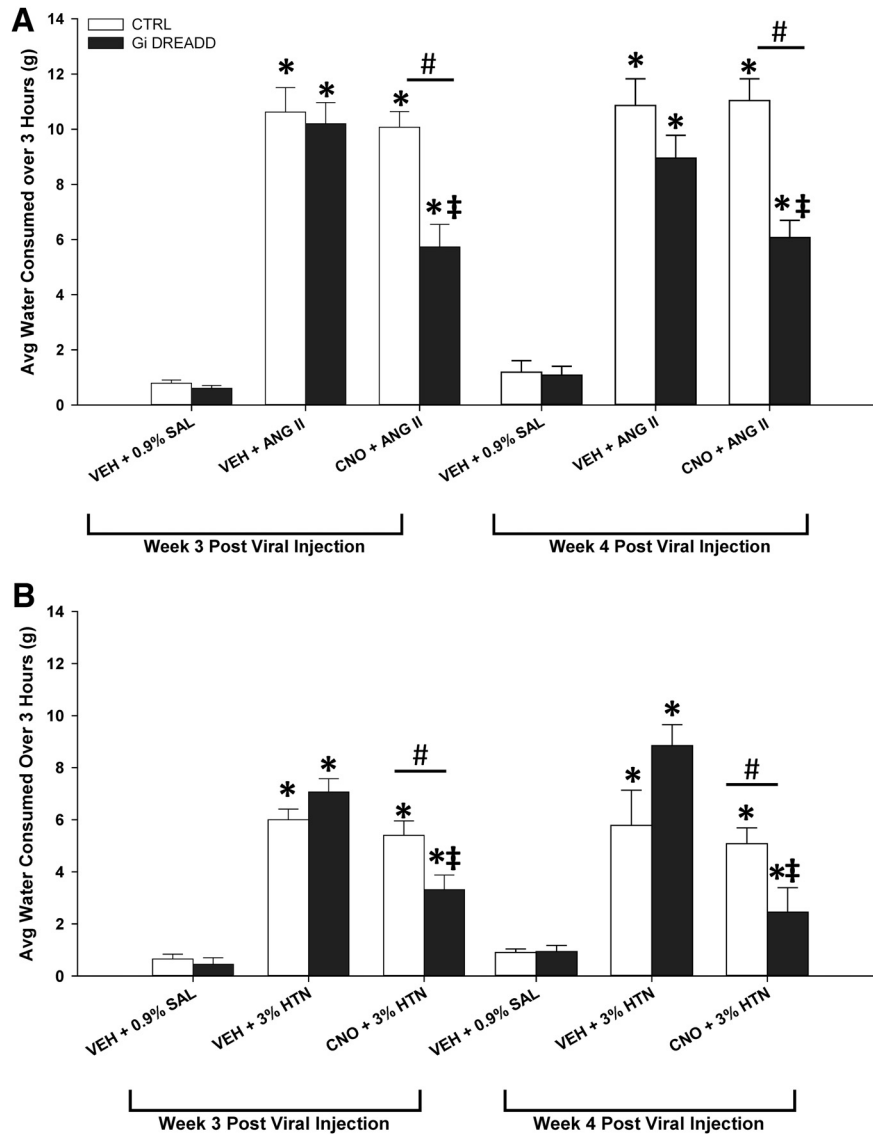 A
CTRL
Gi DREADD
Avg Water Consumed over 3 Hours (g)
14
12
10
8
6
4
2
0
* * * # *‡ * * * # *‡
VEH + 0.9% SAL
VEH + ANG II
CNO + ANG II
VEH + 0.9% SAL
VEH + ANG II
CNO + ANG II
Week 3 Post Viral Injection
Week 4 Post Viral Injection
B
Avg Water Consumed Over 3 Hours (g)
14
12
10
8
6
4
2
0
* * * # *‡ * * * # *‡
VEH + 0.9% SAL
VEH + 3% HTN
CNO + 3% HTN
VEH + 0.9% SAL
VEH + 3% HTN
CNO + 3% HTN
Week 3 Post Viral Injection
Week 4 Post Viral Injection